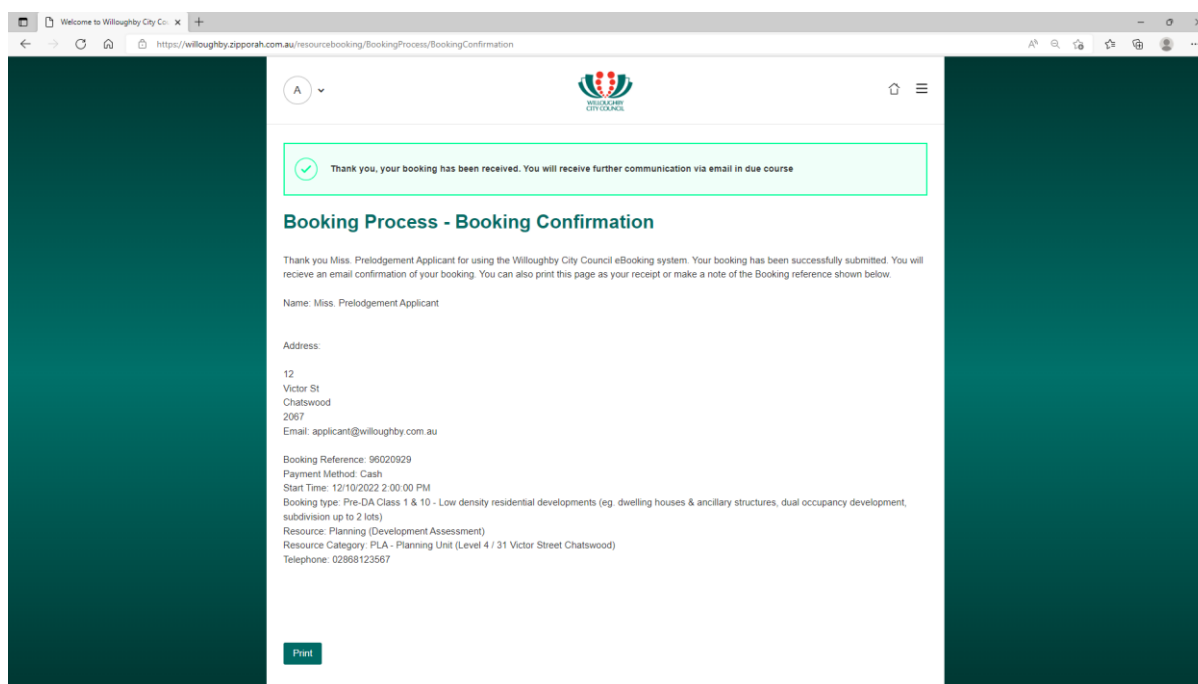 Welcome to Willoughby City Co
https://willoughby.zipporah.com.au/resourcebooking/BookingProcess/BookingConfirmation
A
WILLOUGHBY
CITY COUNCIL
Thank you, your booking has been received. You will receive further communication via email in due course
Booking Process - Booking Confirmation
Thank you Miss. Prelodgement Applicant for using the Willoughby City Council eBooking system. Your booking has been successfully submitted. You will
recieve an email confirmation of your booking. You can also print this page as your receipt or make a note of the Booking reference shown below.
Name: Miss. Prelodgement Applicant
Address:
12
Victor St
Chatswood
2067
Email: applicant@willoughby.com.au
Booking Reference: 96020929
Payment Method: Cash
Start Time: 12/10/2022 2:00:00 PM
Booking type: Pre-DA Class 1 & 10 - Low density residential developments (eg. dwelling houses & ancillary structures, dual occupancy development,
subdivision up to 2 lots)
Resource: Planning (Development Assessment)
Resource Category: PLA - Planning Unit (Level 4 / 31 Victor Street Chatswood)
Telephone: 02868123567
Print